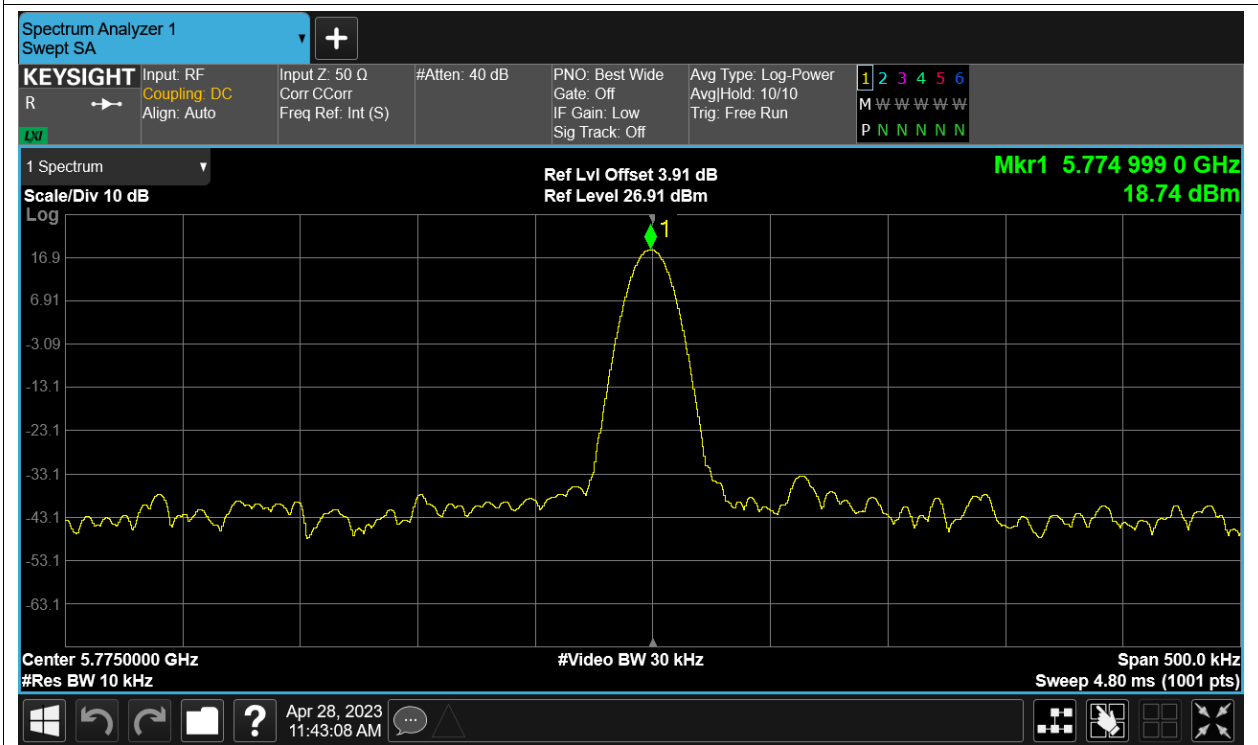 Spectrum Analyzer 1
Swept SA
+
KEYSIGHT
R
LXI
Input: RF
Coupling: DC
Align: Auto
Input Z: 50 Ω
Corr CCorr
Freq Ref: Int (S)
#Atten: 40 dB
PNO: Best Wide
Gate: Off
IF Gain: Low
Sig Track: Off
Avg Type: Log-Power
Avg|Hold: 10/10
Trig: Free Run
1 2 3 4 5 6
M W W W W W
P N N N N N
1 Spectrum
Scale/Div 10 dB
Log
Ref Lvl Offset 3.91 dB
Ref Level 26.91 dBm
Mkr1 5.774 999 0 GHz
18.74 dBm
1
16.9
6.91
-3.09
-13.1
-23.1
-33.1
-43.1
-53.1
-63.1
Center 5.7750000 GHz
#Res BW 10 kHz
#Video BW 30 kHz
Span 500.0 kHz
Sweep 4.80 ms (1001 pts)
?
Apr 28, 2023
11:43:08 AM